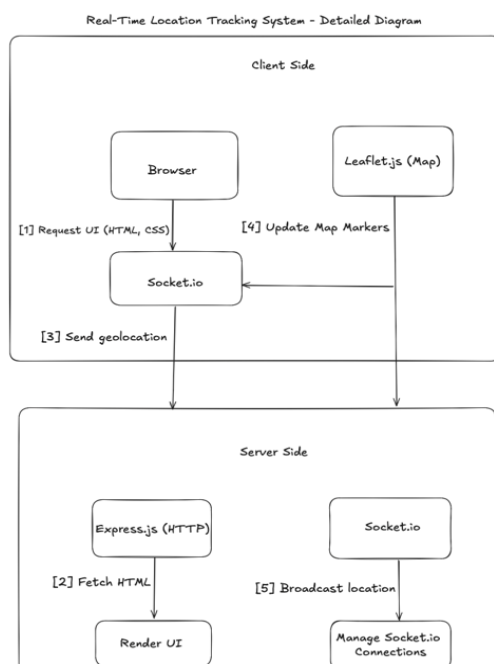 Real-Time Location Tracking System - Detailed Diagram
Client Side
Browser
Leaflet.js (Map)
[1] Request UI (HTML, CSS)
[4] Update Map Markers
Socket.io
[3] Send geolocation
Server Side
Express.js (HTTP)
Socket.io
[2] Fetch HTML
[5] Broadcast location
Render UI
Manage Socket.io
Connections